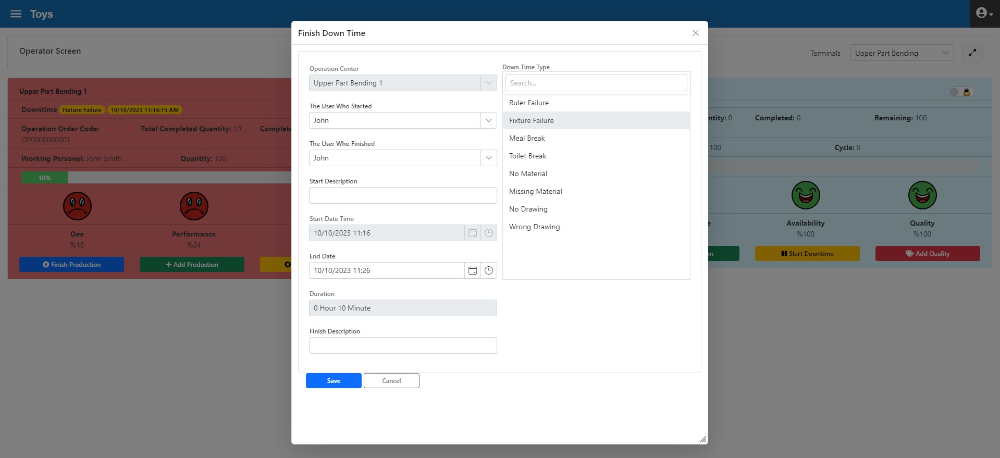 Toys
Operator Screen
Terminals
Upper Part Bending
Upper Part Bending 1
Downtime Fixture Failure 10/10/2023 11:16:15 AM
Operation Order Code: Total Completed Quantity: 10 Complete
OP0000000001
Working Personel: John Smith Quantity: 100
10%
Oee Performance
%18 %24
Finish Production Add Production
Finish Down Time
Operation Center
Upper Part Bending 1
The User Who Started
John
The User Who Finished
John
Start Description
Start Date Time
10/10/2023 11:16
End Date
10/10/2023 11:26
Duration
0 Hour 10 Minute
Finish Description
Save Cancel
Down Time Type
Search...
Ruler Failure
Fixture Failure
Meal Break
Toilet Break
No Material
Missing Material
No Drawing
Wrong Drawing
ntity: 0 Completed: 0 Remaining: 100
100 Cycle: 0
e Availability Quality
%100 %100
on Start Downtime Add Quality